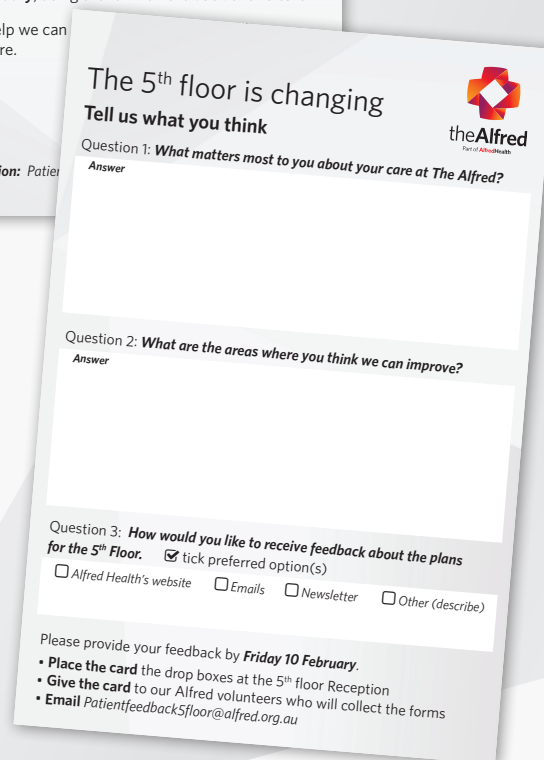 elp we can
re.
ion: Patien
The 5th floor is changing
Tell us what you think
theAlfred
Part of AlfredHealth
Question 1: What matters most to you about your care at The Alfred?
Answer
Question 2: What are the areas where you think we can improve?
Answer
Question 3: How would you like to receive feedback about the plans
for the 5th Floor. ☑ tick preferred option(s)
☐ Alfred Health's website ☐ Emails ☐ Newsletter ☐ Other (describe)
Please provide your feedback by Friday 10 February.
• Place the card the drop boxes at the 5th floor Reception
• Give the card to our Alfred volunteers who will collect the forms
• Email Patientfeedback5floor@alfred.org.au